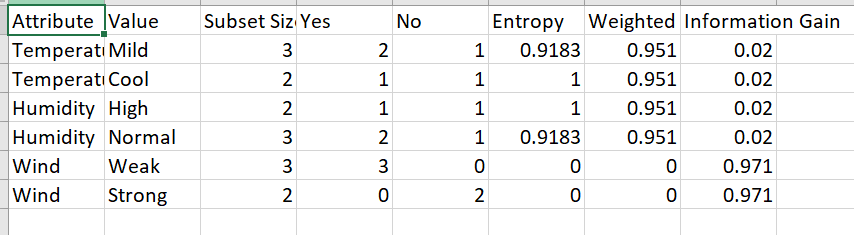 Attribute Value Subset Siz Yes No Entropy Weighted Information Gain
Temperat Mild 3 2 1 0.9183 0.951 0.02
Temperat Cool 2 1 1 1 0.951 0.02
Humidity High 2 1 1 1 0.951 0.02
Humidity Normal 3 2 1 0.9183 0.951 0.02
Wind Weak 3 3 0 0 0 0.971
Wind Strong 2 0 2 0 0 0.971